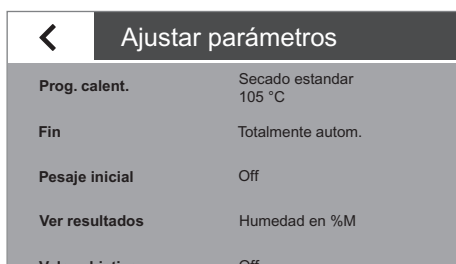 Ajustar parámetros
Prog. calent.
Secado estandar
105 °C
Fin
Totalmente autom.
Pesaje inicial
Off
Ver resultados
Humedad en %M
Off